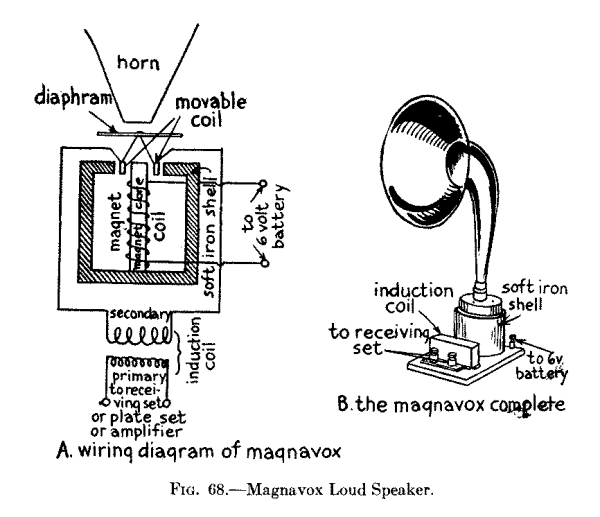 horn
diaphram
movable
coil
magnet
magnet core
coil
soft iron shell
to
6 volt
battery
secondary
induction
coil
primary
to recei-
ving set
or plate set
or amplifier
A. wiring diagram of magnavox
induction
coil
soft iron
shell
to receiving
set
to 6v.
battery
B. the magnavox complete
FIG. 68.—Magnavox Loud Speaker.